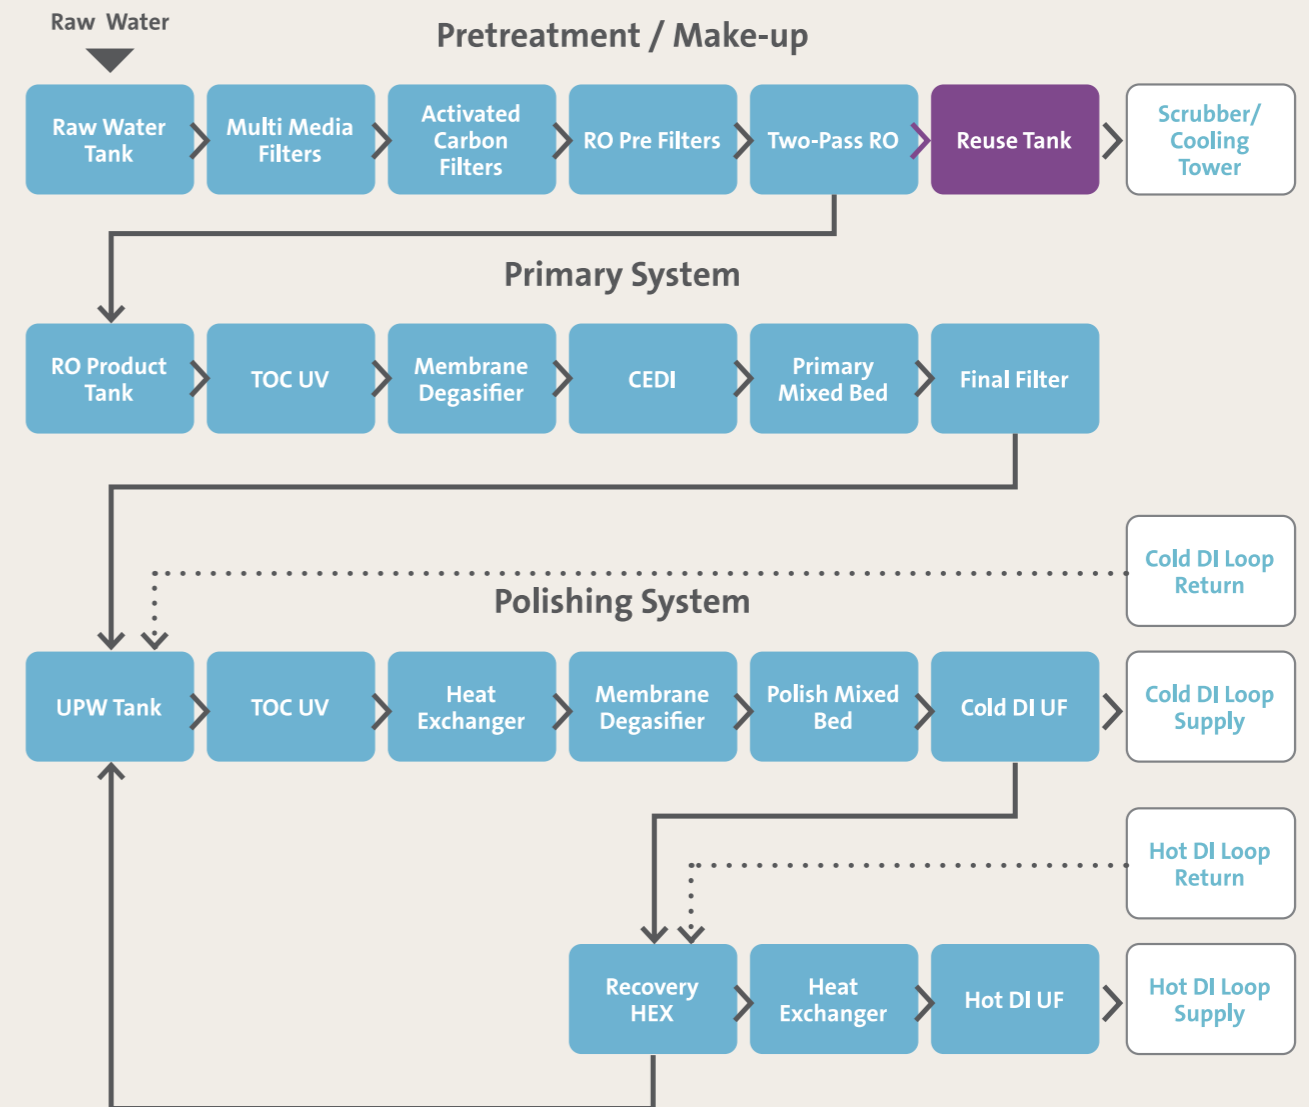 Raw Water
Pretreatment / Make-up
Raw Water
Tank
Multi Media
Filters
Activated
Carbon
Filters
RO Pre Filters
Two-Pass RO
Reuse Tank
Scrubber/
Cooling
Tower
Primary System
RO Product
Tank
TOC UV
Membrane
Degasifier
CEDI
Primary
Mixed Bed
Final Filter
Cold DI Loop
Return
Polishing System
UPW Tank
TOC UV
Heat
Exchanger
Membrane
Degasifier
Polish Mixed
Bed
Cold DI UF
Cold DI Loop
Supply
Hot DI Loop
Return
Recovery
HEX
Heat
Exchanger
Hot DI UF
Hot DI Loop
Supply